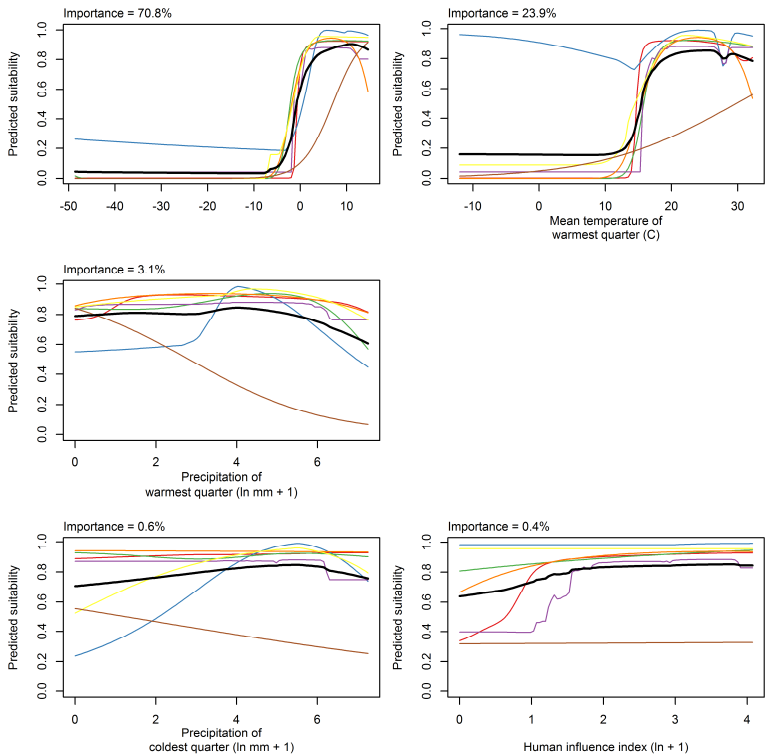 Importance = 70.8%
Predicted suitability
0.0 0.2 0.4 0.6 0.8 1.0
-50 -40 -30 -20 -10 0 10
Importance = 23.9%
Predicted suitability
0.0 0.2 0.4 0.6 0.8 1.0
-10 0 10 20 30
Mean temperature of
warmest quarter (C)
Importance = 3.1%
Predicted suitability
0.0 0.2 0.4 0.6 0.8 1.0
0 2 4 6
Precipitation of
warmest quarter (ln mm + 1)
Importance = 0.6%
Predicted suitability
0.0 0.2 0.4 0.6 0.8 1.0
0 2 4 6
Precipitation of
coldest quarter (ln mm + 1)
Importance = 0.4%
Predicted suitability
0.0 0.2 0.4 0.6 0.8 1.0
0 1 2 3 4
Human influence index (ln + 1)